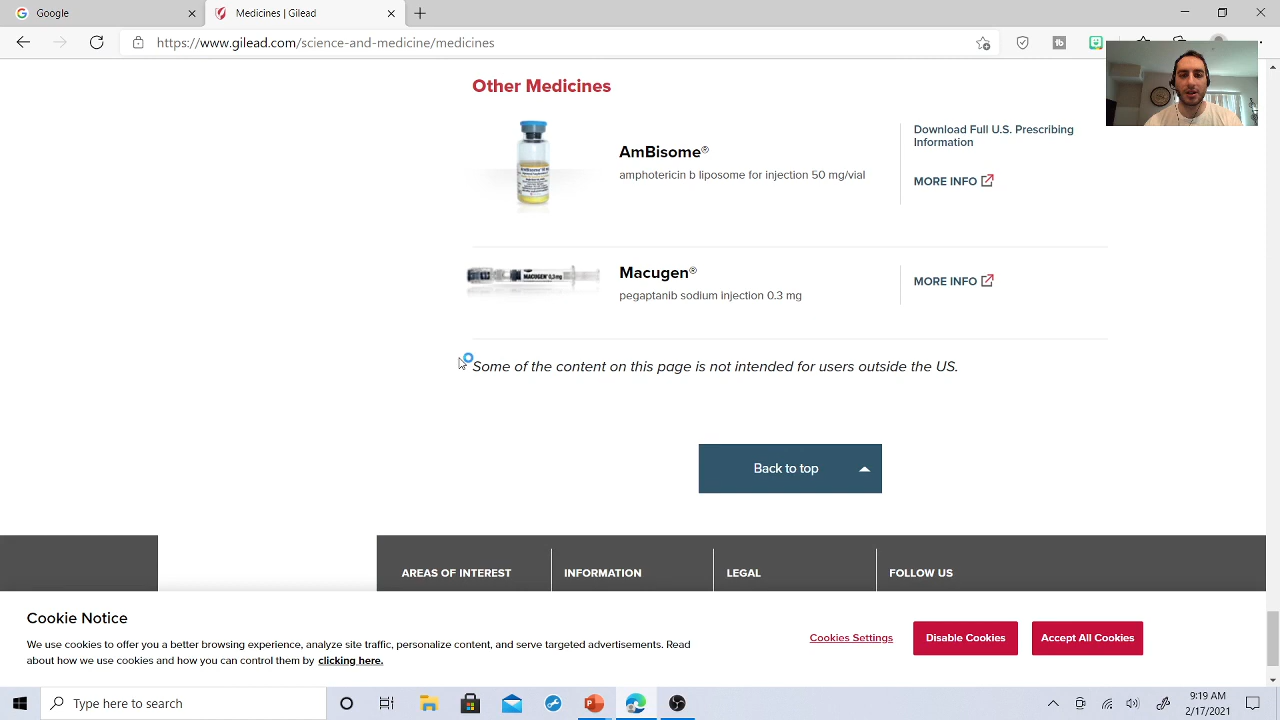 Google
Medicines | Gilead
https://www.gilead.com/science-and-medicine/medicines
Other Medicines
AmBisome®
amphotericin b liposome for injection 50 mg/vial
Download Full U.S. Prescribing
Information
MORE INFO
MACUGEN 0.3 mg
Macugen®
pegaptanib sodium injection 0.3 mg
MORE INFO
Some of the content on this page is not intended for users outside the US.
Back to top
AREAS OF INTEREST
INFORMATION
LEGAL
FOLLOW US
Cookie Notice
We use cookies to offer you a better browsing experience, analyze site traffic, personalize content, and serve targeted advertisements. Read
about how we use cookies and how you can control them by clicking here.
Cookies Settings
Disable Cookies
Accept All Cookies
Type here to search
9:19 AM
2/17/2021